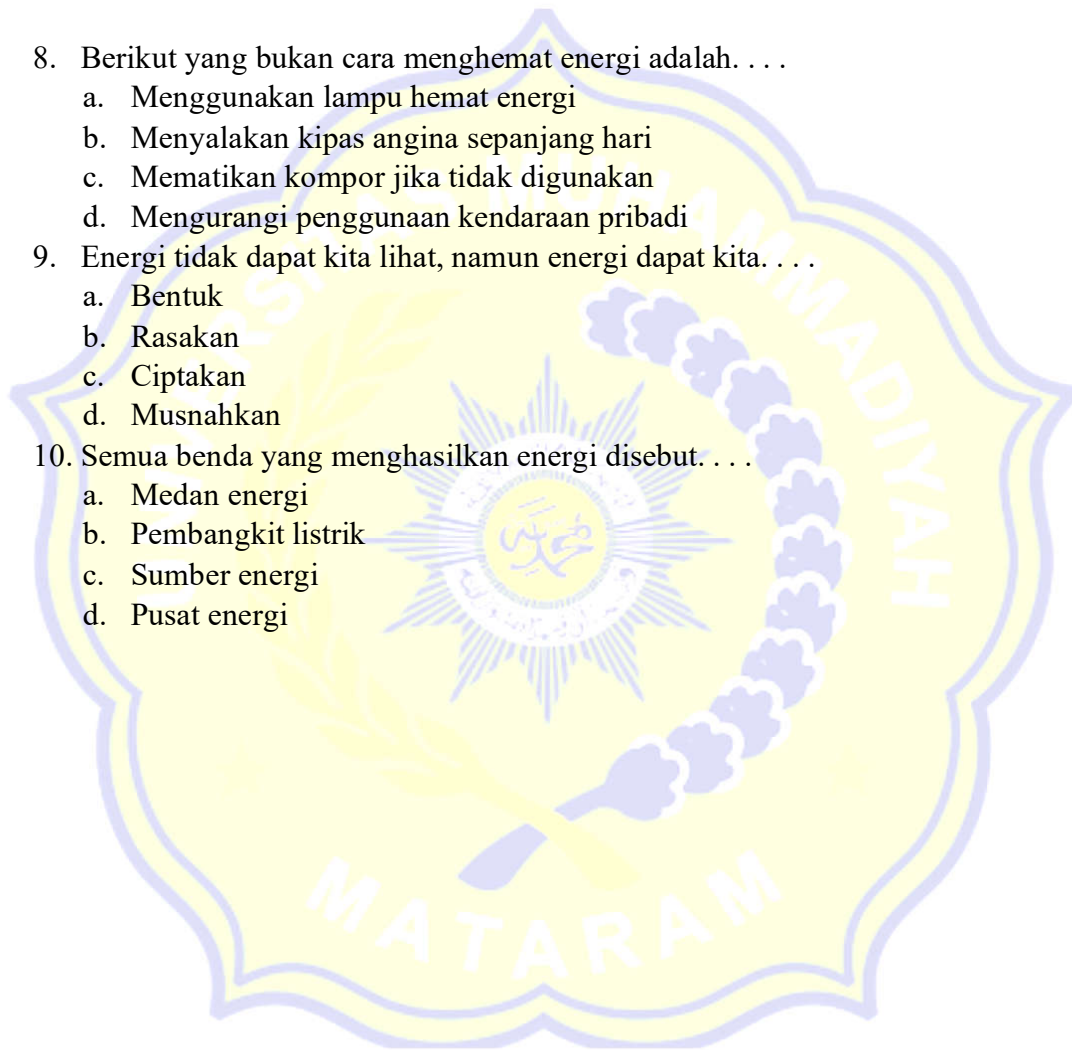 8. Berikut yang bukan cara menghemat energi adalah. . . .
a. Menggunakan lampu hemat energi
b. Menyalakan kipas angina sepanjang hari
c. Mematikan kompor jika tidak digunakan
d. Mengurangi penggunaan kendaraan pribadi
9. Energi tidak dapat kita lihat, namun energi dapat kita. . . .
a. Bentuk
b. Rasakan
c. Ciptakan
d. Musnahkan
10. Semua benda yang menghasilkan energi disebut. . . .
a. Medan energi
b. Pembangkit listrik
c. Sumber energi
d. Pusat energi
UNIVERSITAS MUHAMMADIYAH
MATARAM